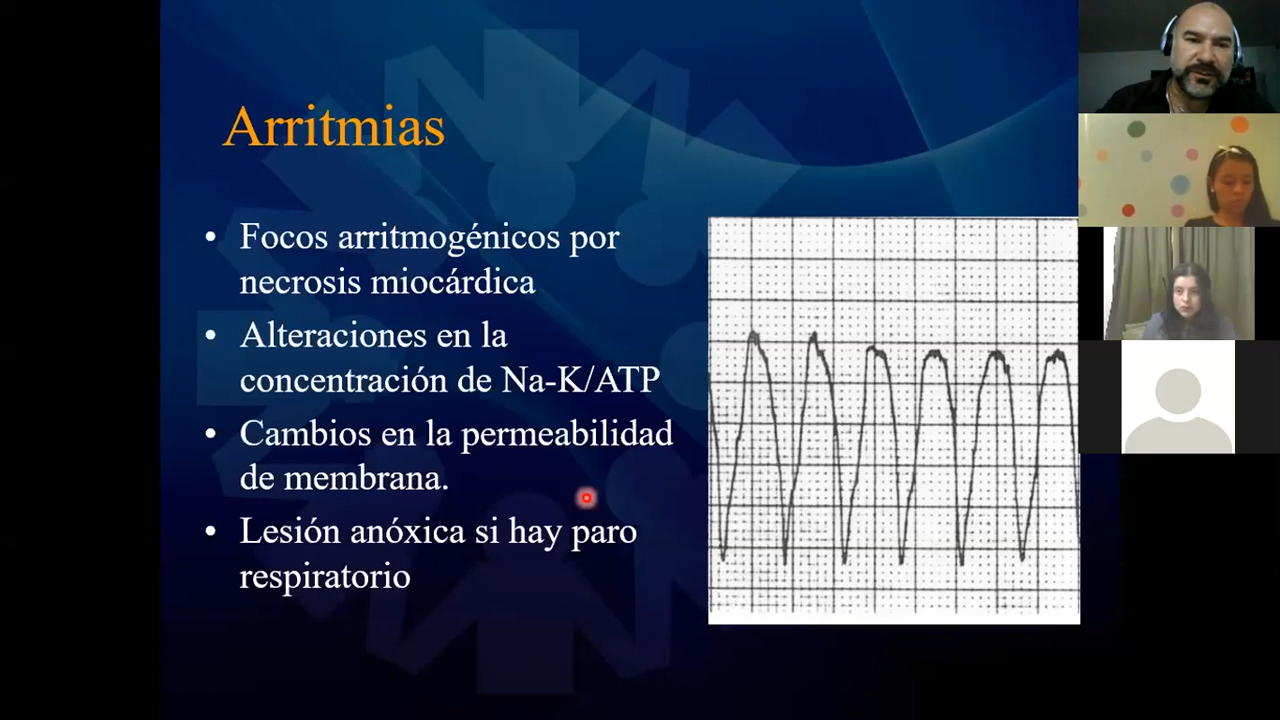 Arritmias
• Focos arritmogénicos por
necrosis miocárdica
• Alteraciones en la
concentración de Na-K/ATP
• Cambios en la permeabilidad
de membrana.
• Lesión anóxica si hay paro
respiratorio